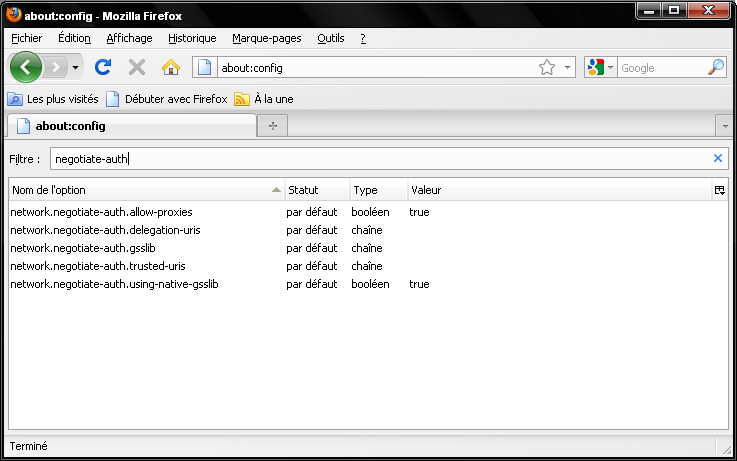 about:config - Mozilla Firefox
Fichier Édition Affichage Historique Marque-pages Outils ?
about:config Google
Les plus visités Débuter avec Firefox À la une
about:config
Filtre : negotiate-auth
Nom de l'option Statut Type Valeur
network.negotiate-auth.allow-proxies par défaut booléen true
network.negotiate-auth.delegation-uris par défaut chaîne
network.negotiate-auth.gsslib par défaut chaîne
network.negotiate-auth.trusted-uris par défaut chaîne
network.negotiate-auth.using-native-gsslib par défaut booléen true
Terminé